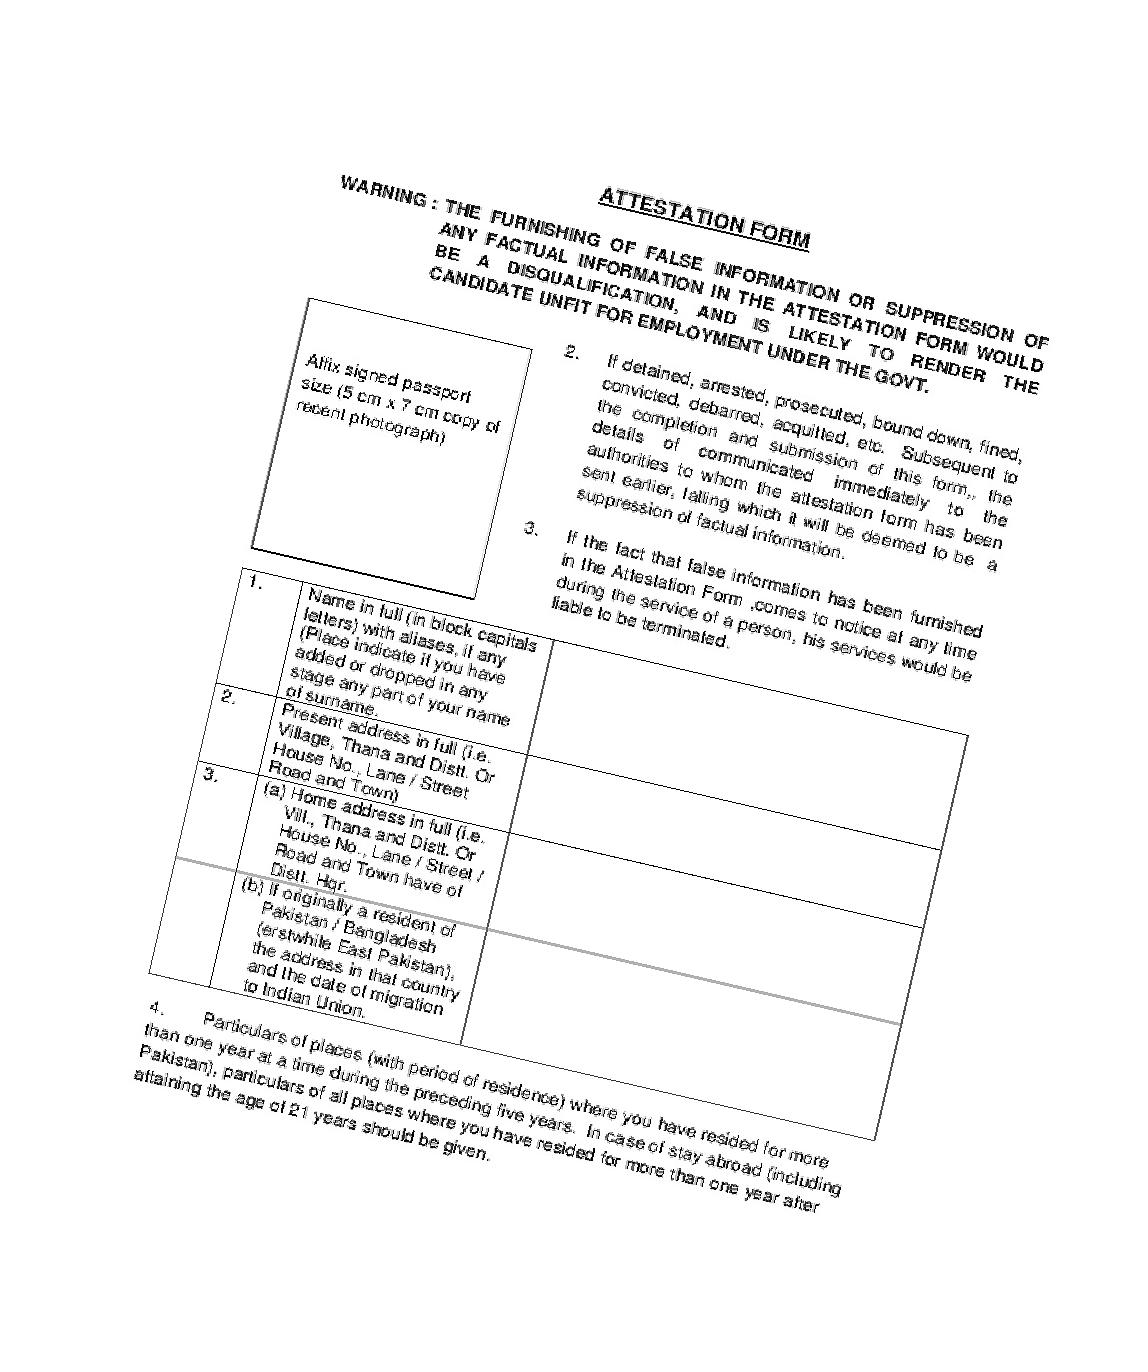 ATTESTATION FORM
WARNING : THE FURNISHING OF FALSE INFORMATION OR SUPPRESSION OF
ANY FACTUAL INFORMATION IN THE ATTESTATION FORM WOULD
BE A DISQUALIFICATION, AND IS LIKELY TO RENDER THE
CANDIDATE UNFIT FOR EMPLOYMENT UNDER THE GOVT.
Affix signed passport
size (5 cm x 7 cm copy of
recent photograph)
2. If detained, arrested, prosecuted, bound down, fined,
convicted, debarred, acquitted, etc. Subsequent to
the completion and submission of this form,, the
details of communicated immediately to the
authorities to whom the attestation form has been
sent earlier, failing which it will be deemed to be a
suppression of factual information.
3. If the fact that false information has been furnished
in the Attestation Form ,comes to notice at any time
during the service of a person, his services would be
liable to be terminated.
1. Name in full (in block capitals
letters) with aliases, if any
(Place indicate if you have
added or dropped in any
stage any part of your name
of surname.
2. Present address in full (i.e.
Village, Thana and Distt. Or
House No., Lane / Street
Road and Town)
3. (a) Home address in full (i.e.
Vill., Thana and Distt. Or
House No., Lane / Street /
Road and Town have of
Distt. Hqr.
(b) If originally a resident of
Pakistan / Bangladesh
(erstwhile East Pakistan),
the address in that country
and the date of migration
to Indian Union.
4. Particulars of places (with period of residence) where you have resided for more
than one year at a time during the preceding five years. In case of stay abroad (including
Pakistan), particulars of all places where you have resided for more than one year after
attaining the age of 21 years should be given.